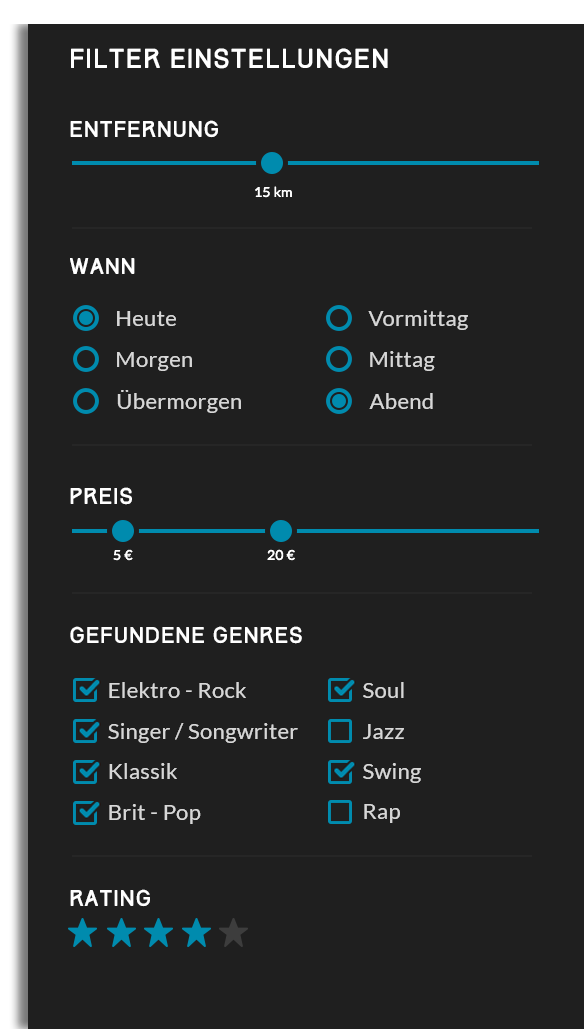 FILTER EINSTELLUNGEN
ENTFERNUNG
15 km
WANN
Heute Vormittag
Morgen Mittag
Übermorgen Abend
PREIS
5 € 20 €
GEFUNDENE GENRES
Elektro - Rock Soul
Singer / Songwriter Jazz
Klassik Swing
Brit - Pop Rap
RATING